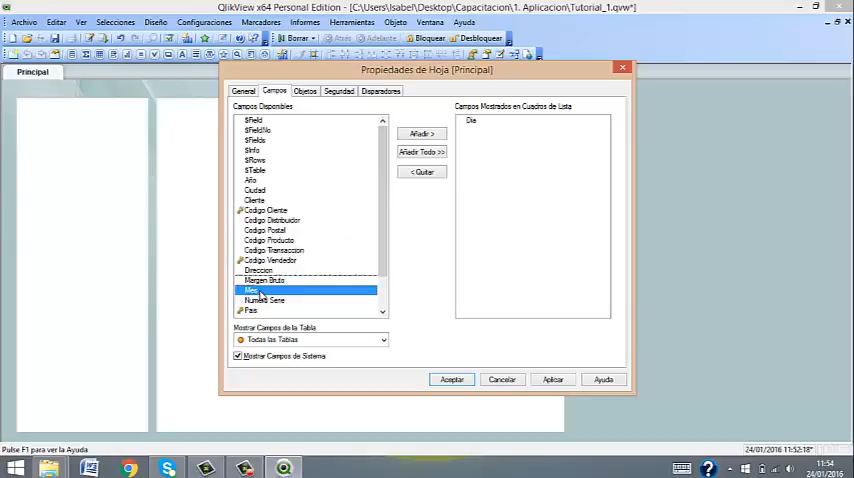 QlikView x64 Personal Edition - [C:\Users\Isabel\Desktop\Capacitacion\1. Aplicacion\Tutorial_1.qvw*]
Archivo Editar Ver Selecciones Diseño Configuraciones Marcadores Informes Herramientas Objeto Ventana Ayuda
Borrar Atrás Adelante Bloquear Desbloquear
Principal
Propiedades de Hoja [Principal]
General Campos Objetos Seguridad Disparadores
Campos Disponibles
$Field
$FieldNo
$Fields
$Info
$Rows
$Table
Año
Ciudad
Cliente
Codigo Cliente
Codigo Distribuidor
Codigo Postal
Codigo Producto
Codigo Transaccion
Codigo Vendedor
Direccion
Margen Bruto
Mes
Numero Serie
Pais
Añadir >
Añadir Todo >>
< Quitar
Campos Mostrados en Cuadros de Lista
Dia
Mostrar Campos de la Tabla
Todas las Tablas
Mostrar Campos de Sistema
Aceptar Cancelar Aplicar Ayuda
Pulse F1 para ver la Ayuda
24/01/2016 11:52:18*
11:54
24/01/2016